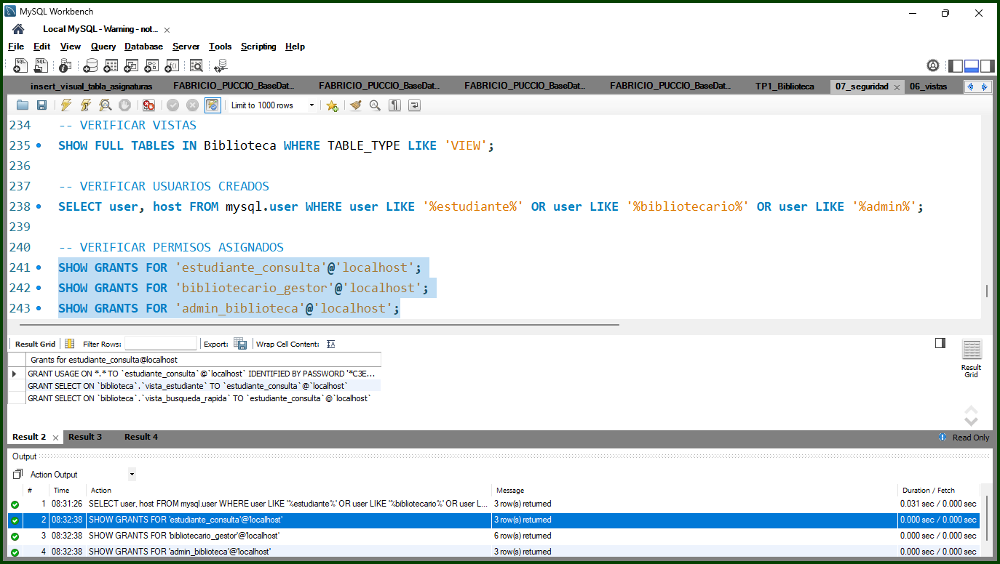 MySQL Workbench
Local MySQL - Warning - not...
File Edit View Query Database Server Tools Scripting Help
insert_visual_tabla_asignaturas FABRICIO_PUCCIO_BaseDat... FABRICIO_PUCCIO_BaseDat... FABRICIO_PUCCIO_BaseDat... FABRICIO_PUCCIO_BaseDat... TP1_Biblioteca 07_seguridad 06_vistas
Limit to 1000 rows
234 -- VERIFICAR VISTAS
235 SHOW FULL TABLES IN Biblioteca WHERE TABLE_TYPE LIKE 'VIEW';
236
237 -- VERIFICAR USUARIOS CREADOS
238 SELECT user, host FROM mysql.user WHERE user LIKE '%estudiante%' OR user LIKE '%bibliotecario%' OR user LIKE '%admin%';
239
240 -- VERIFICAR PERMISOS ASIGNADOS
241 SHOW GRANTS FOR 'estudiante_consulta'@'localhost';
242 SHOW GRANTS FOR 'bibliotecario_gestor'@'localhost';
243 SHOW GRANTS FOR 'admin_biblioteca'@'localhost';
Result Grid Filter Rows: Export: Wrap Cell Content:
Grants for estudiante_consulta@localhost
GRANT USAGE ON *.* TO `estudiante_consulta`@`localhost` IDENTIFIED BY PASSWORD '*C3E...
GRANT SELECT ON `biblioteca`.`vista_estudiante` TO `estudiante_consulta`@`localhost`
GRANT SELECT ON `biblioteca`.`vista_busqueda_rapida` TO `estudiante_consulta`@`localhost`
Result Grid
Result 2 Result 3 Result 4 Read Only
Output
Action Output
# Time Action Message Duration / Fetch
1 08:31:26 SELECT user, host FROM mysql.user WHERE user LIKE '%estudiante%' OR user LIKE '%bibliotecario%' OR user L... 3 row(s) returned 0.031 sec / 0.000 sec
2 08:32:38 SHOW GRANTS FOR 'estudiante_consulta'@'localhost' 3 row(s) returned 0.000 sec / 0.000 sec
3 08:32:38 SHOW GRANTS FOR 'bibliotecario_gestor'@'localhost' 6 row(s) returned 0.000 sec / 0.000 sec
4 08:32:38 SHOW GRANTS FOR 'admin_biblioteca'@'localhost' 3 row(s) returned 0.000 sec / 0.000 sec